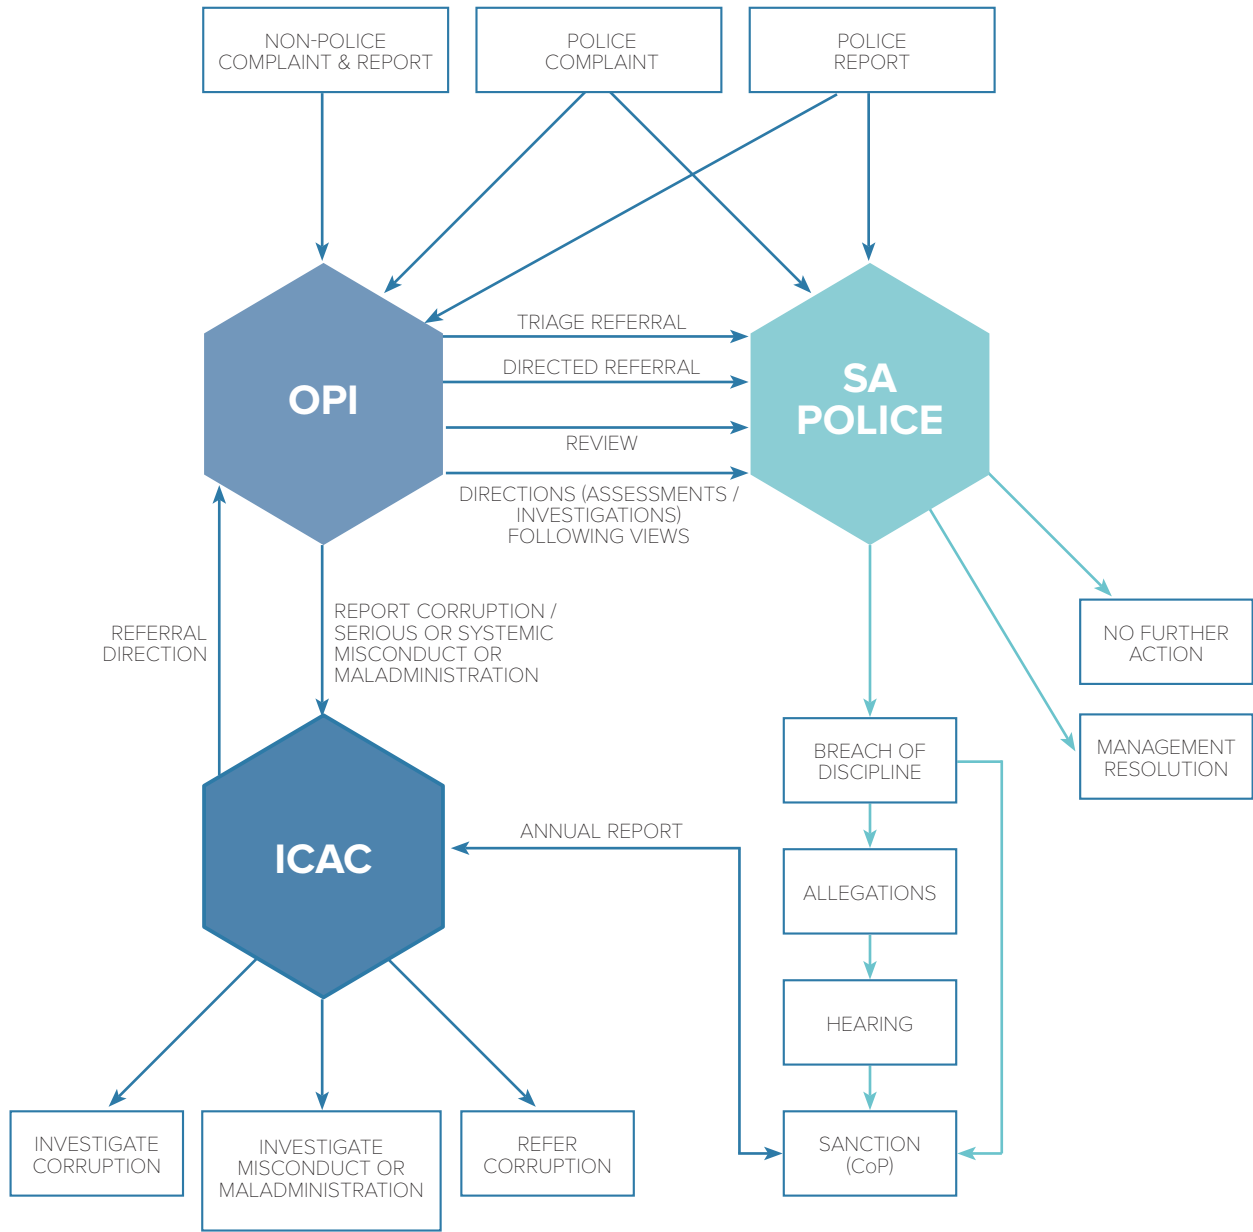 NON-POLICE
COMPLAINT & REPORT
POLICE
COMPLAINT
POLICE
REPORT
OPI
TRIAGE REFERRAL
DIRECTED REFERRAL
REVIEW
DIRECTIONS (ASSESSMENTS /
INVESTIGATIONS)
FOLLOWING VIEWS
SA
POLICE
REFERRAL
DIRECTION
REPORT CORRUPTION /
SERIOUS OR SYSTEMIC
MISCONDUCT OR
MALADMINISTRATION
NO FURTHER
ACTION
MANAGEMENT
RESOLUTION
BREACH OF
DISCIPLINE
ICAC
ANNUAL REPORT
ALLEGATIONS
HEARING
SANCTION
(CoP)
INVESTIGATE
CORRUPTION
INVESTIGATE
MISCONDUCT OR
MALADMINISTRATION
REFER
CORRUPTION